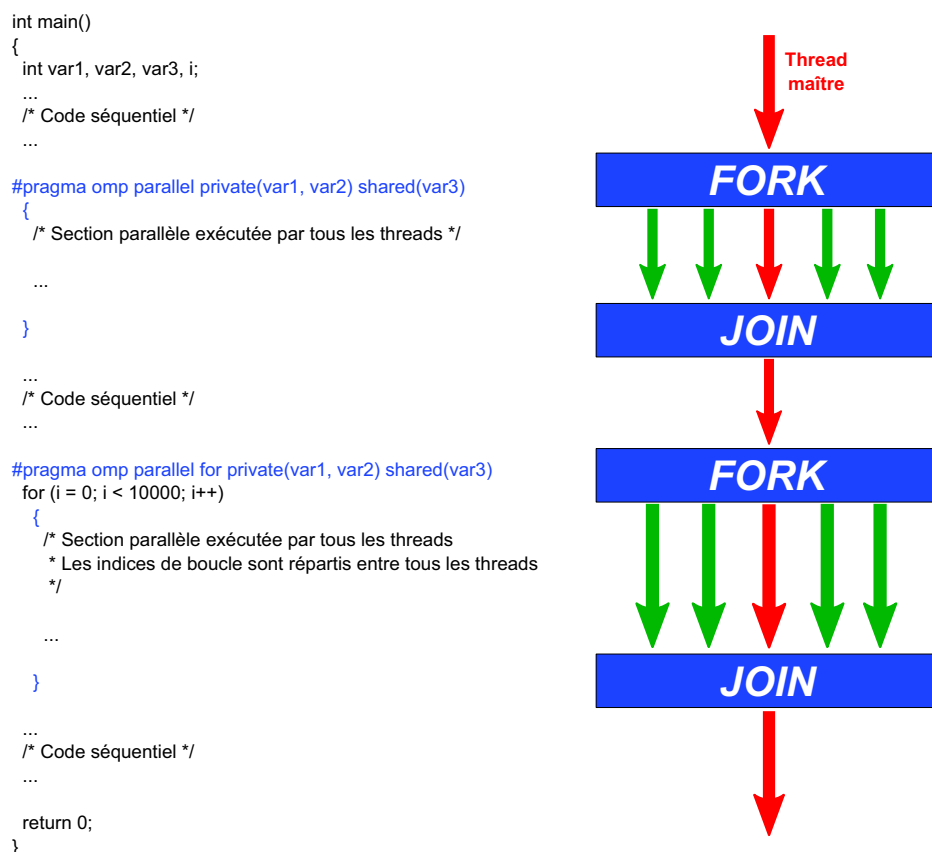 int main()
{
int var1, var2, var3, i;
...
/* Code séquentiel */
...
#pragma omp parallel private(var1, var2) shared(var3)
{
/* Section parallèle exécutée par tous les threads */
...
}
...
/* Code séquentiel */
...
#pragma omp parallel for private(var1, var2) shared(var3)
for (i = 0; i < 10000; i++)
{
/* Section parallèle exécutée par tous les threads
* Les indices de boucle sont répartis entre tous les threads
*/
...
}
...
/* Code séquentiel */
...
return 0;
}
Thread
maître
FORK
JOIN
FORK
JOIN